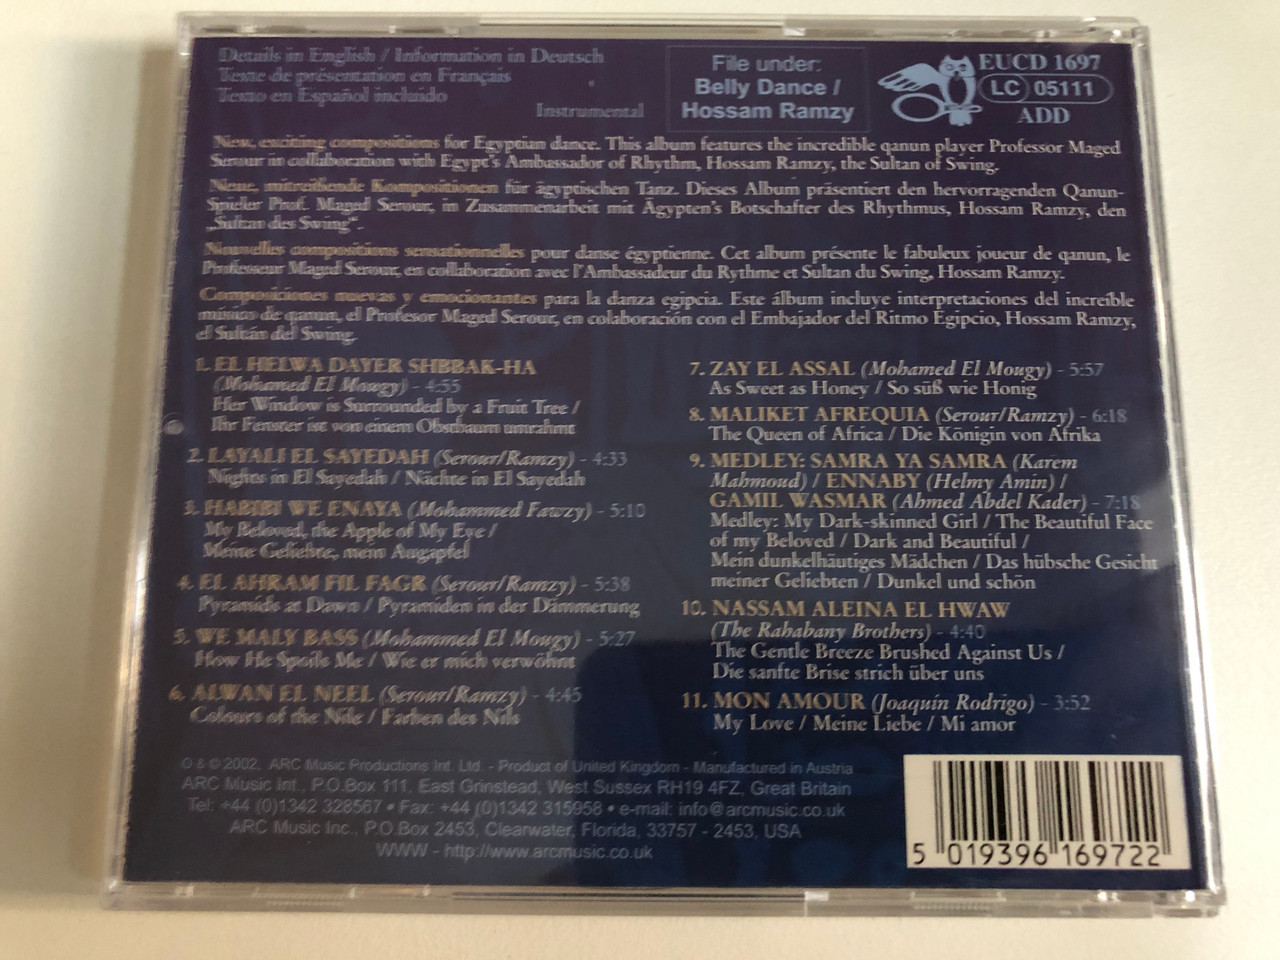 Details in English / Information in Deutsch
Texte de présentation en Français
Texto en Español incluido
Instrumental
File under:
Belly Dance /
Hossam Ramzy
EUCD 1697
LC 05111
ADD
New, exciting compositions for Egyptian dance. This album features the incredible qanun player Professor Maged
Serour in collaboration with Egypt's Ambassador of Rhythm, Hossam Ramzy, the Sultan of Swing.
Neue, mitreißende Kompositionen für ägyptischen Tanz. Dieses Album präsentiert den hervorragenden Qanun-
Spieler Prof. Maged Serour, in Zusammenarbeit mit Ägypten's Botschafter des Rhythmus, Hossam Ramzy, den
„Sultan des Swing“.
Nouvelles compositions sensationnelles pour danse égyptienne. Cet album présente le fabuleux joueur de qanun, le
Professeur Maged Serour, en collaboration avec l'Ambassadeur du Rythme et Sultan du Swing, Hossam Ramzy.
Composiciones nuevas y emocionantes para la danza egipcia. Este álbum incluye interpretaciones del increíble
músico de qanun, el Profesor Maged Serour, en colaboración con el Embajador del Ritmo Egipcio, Hossam Ramzy,
el Sultán del Swing.
1. EL HELWA DAYER SHBBAK-HA
(Mohamed El Mougy) - 4:55
Her Window is Surrounded by a Fruit Tree /
Ihr Fenster ist von einem Obstbaum umrahmt
2. LAYALI EL SAYEDAH (Serour/Ramzy) - 4:33
Nights in El Sayedah / Nächte in El Sayedah
3. HABIBI WE ENAYA (Mohammed Fawzy) - 5:10
My Beloved, the Apple of My Eye /
Meine Geliebte, mein Augapfel
4. EL AHRAM FIL FAGR (Serour/Ramzy) - 5:38
Pyramids at Dawn / Pyramiden in der Dämmerung
5. WE MALY BASS (Mohammed El Mougy) - 5:27
How He Spoils Me / Wie er mich verwöhnt
6. ALWAN EL NEEL (Serour/Ramzy) - 4:45
Colours of the Nile / Farben des Nils
7. ZAY EL ASSAL (Mohamed El Mougy) - 5:57
As Sweet as Honey / So süß wie Honig
8. MALIKET AFREQUIA (Serour/Ramzy) - 6:18
The Queen of Africa / Die Königin von Afrika
9. MEDLEY: SAMRA YA SAMRA (Karem
Mahmoud) / ENNABY (Helmy Amin) /
GAMIL WASMAR (Ahmed Abdel Kader) - 7:18
Medley: My Dark-skinned Girl / The Beautiful Face
of my Beloved / Dark and Beautiful /
Mein dunkelhäutiges Mädchen / Das hübsche Gesicht
meiner Geliebten / Dunkel und schön
10. NASSAM ALEINA EL HWAW
(The Rahabany Brothers) - 4:40
The Gentle Breeze Brushed Against Us /
Die sanfte Brise strich über uns
11. MON AMOUR (Joaquín Rodrigo) - 3:52
My Love / Meine Liebe / Mi amor
℗ & © 2002, ARC Music Productions Int. Ltd. - Product of United Kingdom - Manufactured in Austria
ARC Music Int., P.O.Box 111, East Grinstead, West Sussex RH19 4FZ, Great Britain
Tel: +44 (0)1342 328567 • Fax: +44 (0)1342 315958 • e-mail: info@arcmusic.co.uk
ARC Music Inc., P.O.Box 2453, Clearwater, Florida, 33757 - 2453, USA
WWW - http://www.arcmusic.co.uk
5 019396 169722